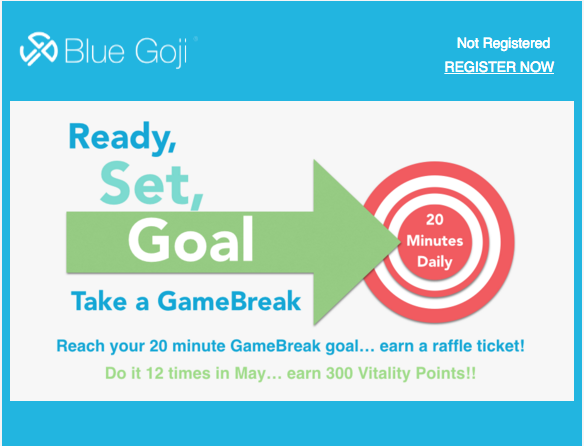 Blue Goji
Not Registered
REGISTER NOW
Ready,
Set,
Goal
20
Minutes
Daily
Take a GameBreak
Reach your 20 minute GameBreak goal... earn a raffle ticket!
Do it 12 times in May... earn 300 Vitality Points!!